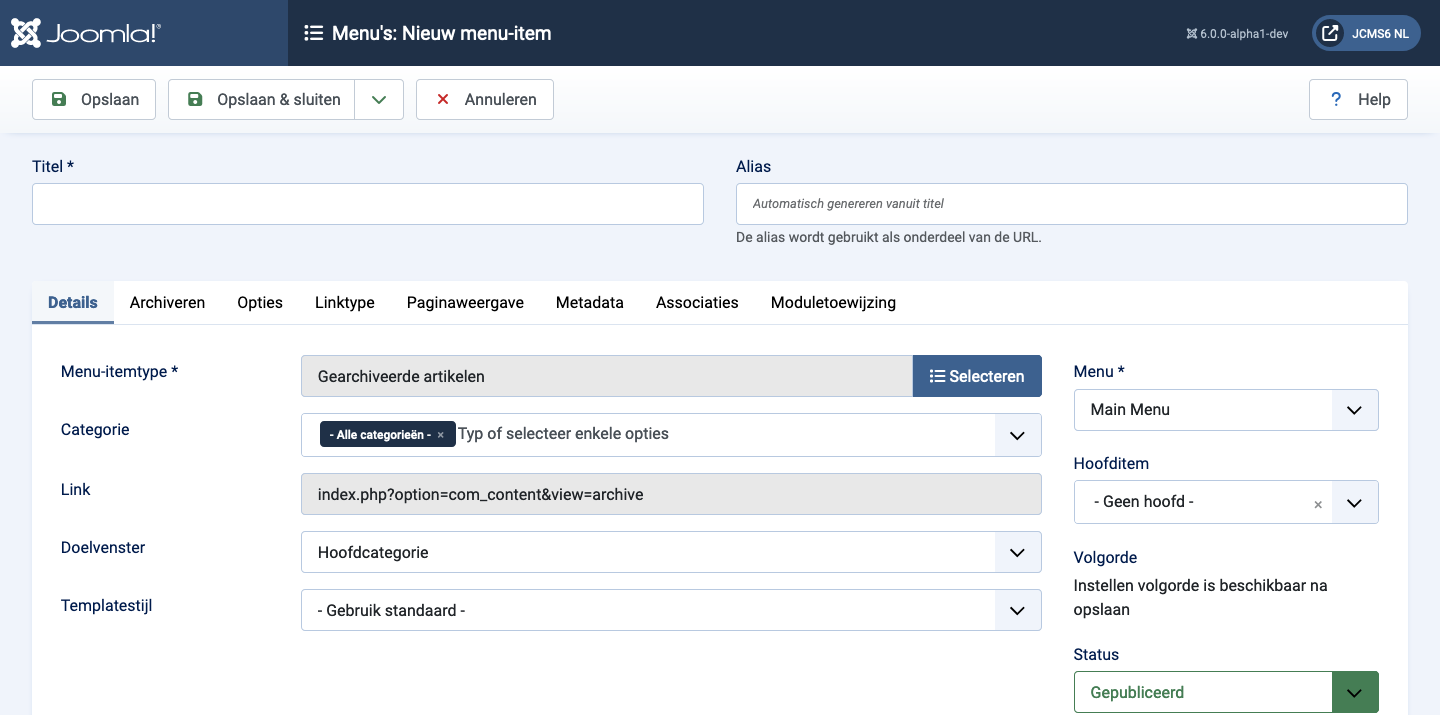 Joomla!®
Menu's: Nieuw menu-item
6.0.0-alpha1-dev
JCMS6 NL
Opslaan
Opslaan & sluiten
Annuleren
? Help
Titel *
Alias
Automatisch genereren vanuit titel
De alias wordt gebruikt als onderdeel van de URL.
Details Archiveren Opties Linktype Paginaweergave Metadata Associaties Moduletoewijzing
Menu-itemtype *
Gearchiveerde artikelen
Selecteren
Categorie
- Alle categorieën - × Typ of selecteer enkele opties
Link
index.php?option=com_content&view=archive
Doelvenster
Hoofdcategorie
Templatestijl
- Gebruik standaard -
Menu *
Main Menu
Hoofditem
- Geen hoofd - ×
Volgorde
Instellen volgorde is beschikbaar na
opslaan
Status
Gepubliceerd